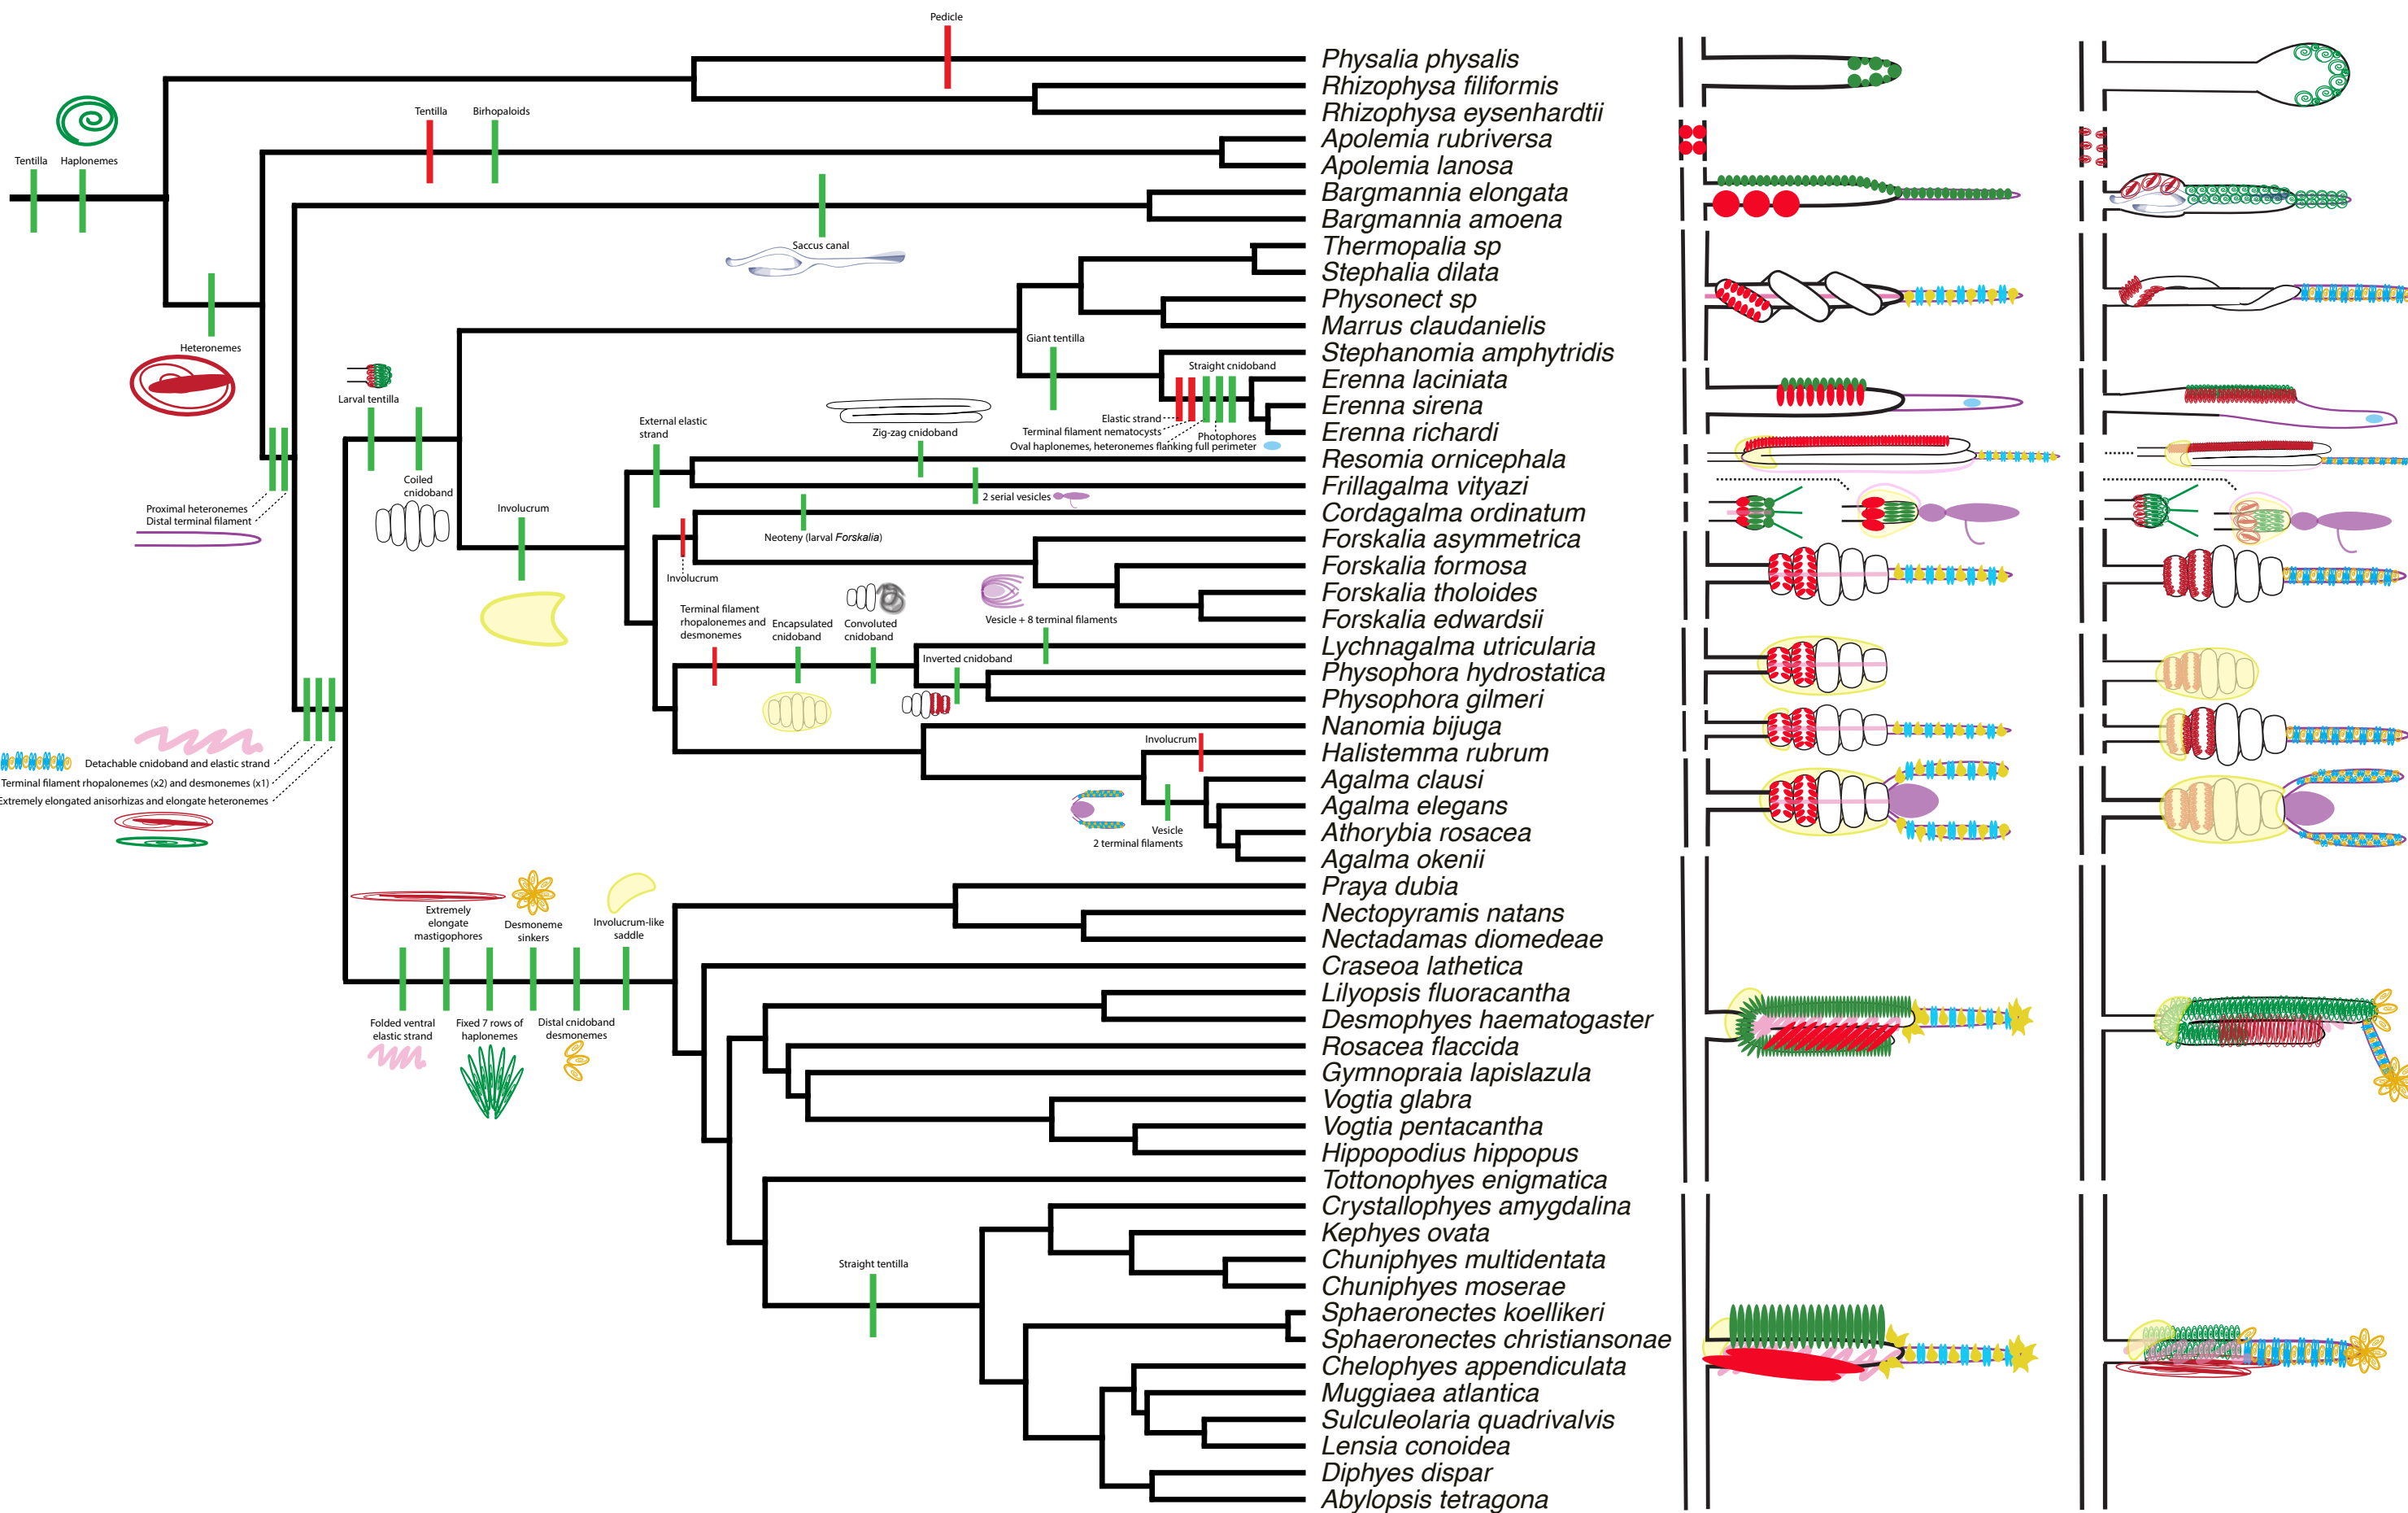 Pedicle
Physalia physalis
Rhizophysa filiformis
Rhizophysa eysenhardtii
Tentilla
Birhopaloids
Apolemia rubriversa
Apolemia lanosa
Tentilla
Haplonemes
Bargmannia elongata
Bargmannia amoena
Saccus canal
Thermopalia sp
Stephalia dilata
Physonect sp
Marrus claudanielis
Heteronemes
Giant tentilla
Stephanomia amphytridis
Straight cnidoband
Erenna laciniata
Erenna sirena
Erenna richardi
Larval tentilla
Elastic strand
Terminal filament nematocysts
Photophores
Oval haplonemes, heteronemes flanking full perimeter
External elastic
strand
Zig-zag cnidoband
Resomia ornicephala
Frillagalma vityazi
2 serial vesicles
Coiled
cnidoband
Proximal heteronemes
Distal terminal filament
Involucrum
Cordagalma ordinatum
Neoteny (larval Forskalia)
Forskalia asymmetrica
Forskalia formosa
Forskalia tholoides
Forskalia edwardsii
Involucrum
Terminal filament
rhopalonemes and
desmonemes
Encapsulated
cnidoband
Convoluted
cnidoband
Vesicle + 8 terminal filaments
Lychnagalma utricularia
Inverted cnidoband
Physophora hydrostatica
Physophora gilmeri
Nanomia bijuga
Involucrum
Halistemma rubrum
Agalma clausi
Agalma elegans
Athorybia rosacea
Agalma okenii
Vesicle
2 terminal filaments
Detachable cnidoband and elastic strand
Terminal filament rhopalonemes (x2) and desmonemes (x1)
Extremely elongated anisorhizas and elongate heteronemes
Praya dubia
Nectopyramis natans
Nectadamas diomedeae
Extremely
elongate
mastigophores
Desmoneme
sinkers
Involucrum-like
saddle
Craseoa lathetica
Lilyopsis fluoracantha
Desmophyes haematogaster
Folded ventral
elastic strand
Fixed 7 rows of
haplonemes
Distal cnidoband
desmonemes
Rosacea flaccida
Gymnopraia lapislazula
Vogtia glabra
Vogtia pentacantha
Hippopodius hippopus
Tottonophyes enigmatica
Crystallophyes amygdalina
Kephyes ovata
Chuniphyes multidentata
Chuniphyes moserae
Straight tentilla
Sphaeronectes koellikeri
Sphaeronectes christiansonae
Chelophyes appendiculata
Muggiaea atlantica
Sulculeolaria quadrivalvis
Lensia conoidea
Diphyes dispar
Abylopsis tetragona